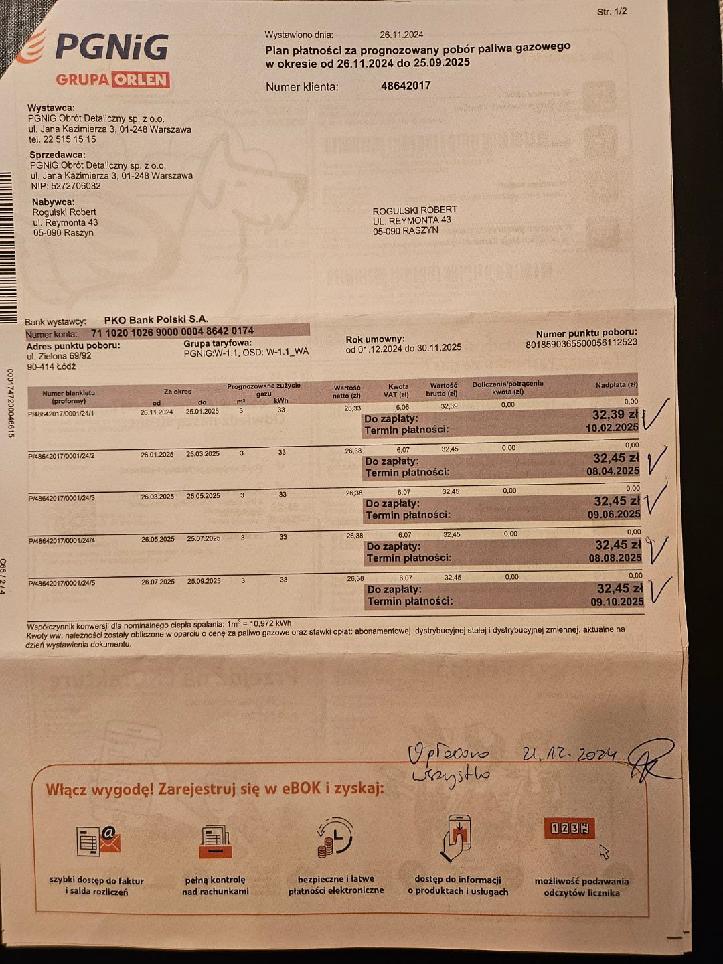 Str. 1/2
PGNiG
GRUPA ORLEN
Wystawiono dnia: 26.11.2024
Plan płatności za prognozowany pobór paliwa gazowego
w okresie od 26.11.2024 do 25.09.2025
Numer klienta: 48642017
Wystawca:
PGNiG Obrót Detaliczny sp. z o.o.
ul. Jana Kazimierza 3, 01-248 Warszawa
tel. 22 515 15 15
Sprzedawca:
PGNiG Obrót Detaliczny sp. z o.o.
ul. Jana Kazimierza 3, 01-248 Warszawa
NIP: 5272706082
Nabywca:
Rogulski Robert
ul. Reymonta 43
05-090 Raszyn
ROGULSKI ROBERT
UL. REYMONTA 43
05-090 RASZYN
Bank wystawcy: PKO Bank Polski S.A.
Numer konta: 71 1020 1026 9000 0004 8642 0174
Adres punktu poboru:
ul. Zielona 69/92
90-414 Łódź
Grupa taryfowa:
PGNiG:W-1.1, OSD: W-1.1_WA
Rok umowny:
od 01.12.2024 do 30.11.2025
Numer punktu poboru:
8018590365500056112523
Numer blankietu (proformy) Za okres od do Prognozowane zużycie gazu m³ kWh Wartość netto (zł) Kwota VAT (zł) Wartość brutto (zł) Doliczenia/potrącenia kwota (zł) Nadpłata (zł)
P/48642017/0001/24/1 26.11.2024 25.01.2025 3 33 26,33 6,06 32,39 0,00 0,00
Do zapłaty: 32,39 zł
Termin płatności: 10.02.2025
P/48642017/0001/24/2 26.01.2025 25.03.2025 3 33 26,38 6,07 32,45 0,00 0,00
Do zapłaty: 32,45 zł
Termin płatności: 08.04.2025
P/48642017/0001/24/3 26.03.2025 25.05.2025 3 33 26,38 6,07 32,45 0,00 0,00
Do zapłaty: 32,45 zł
Termin płatności: 09.06.2025
P/48642017/0001/24/4 26.05.2025 25.07.2025 3 33 26,38 6,07 32,45 0,00 0,00
Do zapłaty: 32,45 zł
Termin płatności: 08.08.2025
P/48642017/0001/24/5 26.07.2025 25.09.2025 3 33 26,38 6,07 32,45 0,00 0,00
Do zapłaty: 32,45 zł
Termin płatności: 09.10.2025
Współczynnik konwersji dla nominalnego ciepła spalania: 1m³ = 10,972 kWh
Kwoty ww. należności zostały obliczone w oparciu o cenę za paliwo gazowe oraz stawki opłat: abonamentowej, dystrybucyjnej stałej i dystrybucyjnej zmiennej, aktualne na
dzień wystawienia dokumentu.
Opłacono 21.12.2024
wszystko
Włącz wygodę! Zarejestruj się w eBOK i zyskaj:
szybki dostęp do faktur
i salda rozliczeń
pełną kontrolę
nad rachunkami
bezpieczne i łatwe
płatności elektroniczne
dostęp do informacji
o produktach i usługach
1234
możliwość podawania
odczytów licznika